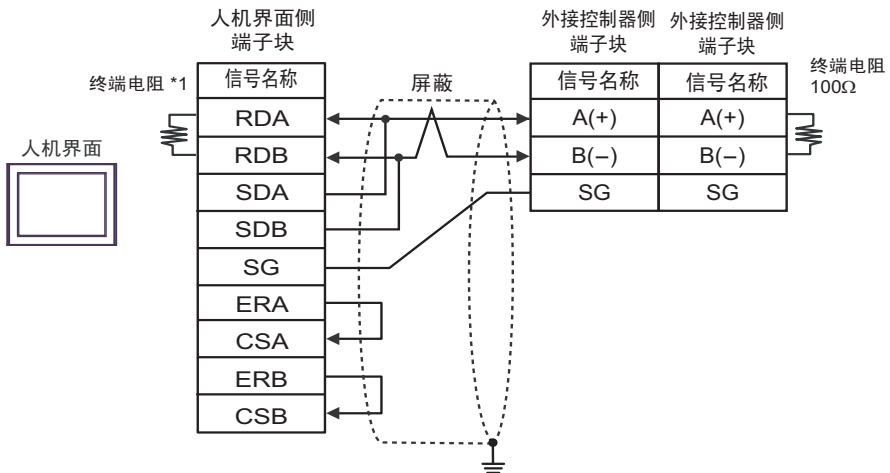 人机界面侧
端子块
外接控制器侧 外接控制器侧
端子块 端子块
终端电阻 *1
信号名称
屏蔽
信号名称 信号名称
终端电阻
100Ω
RDA
A(+) A(+)
人机界面
RDB
B(–) B(–)
SDA
SG SG
SDB
SG
ERA
CSA
ERB
CSB